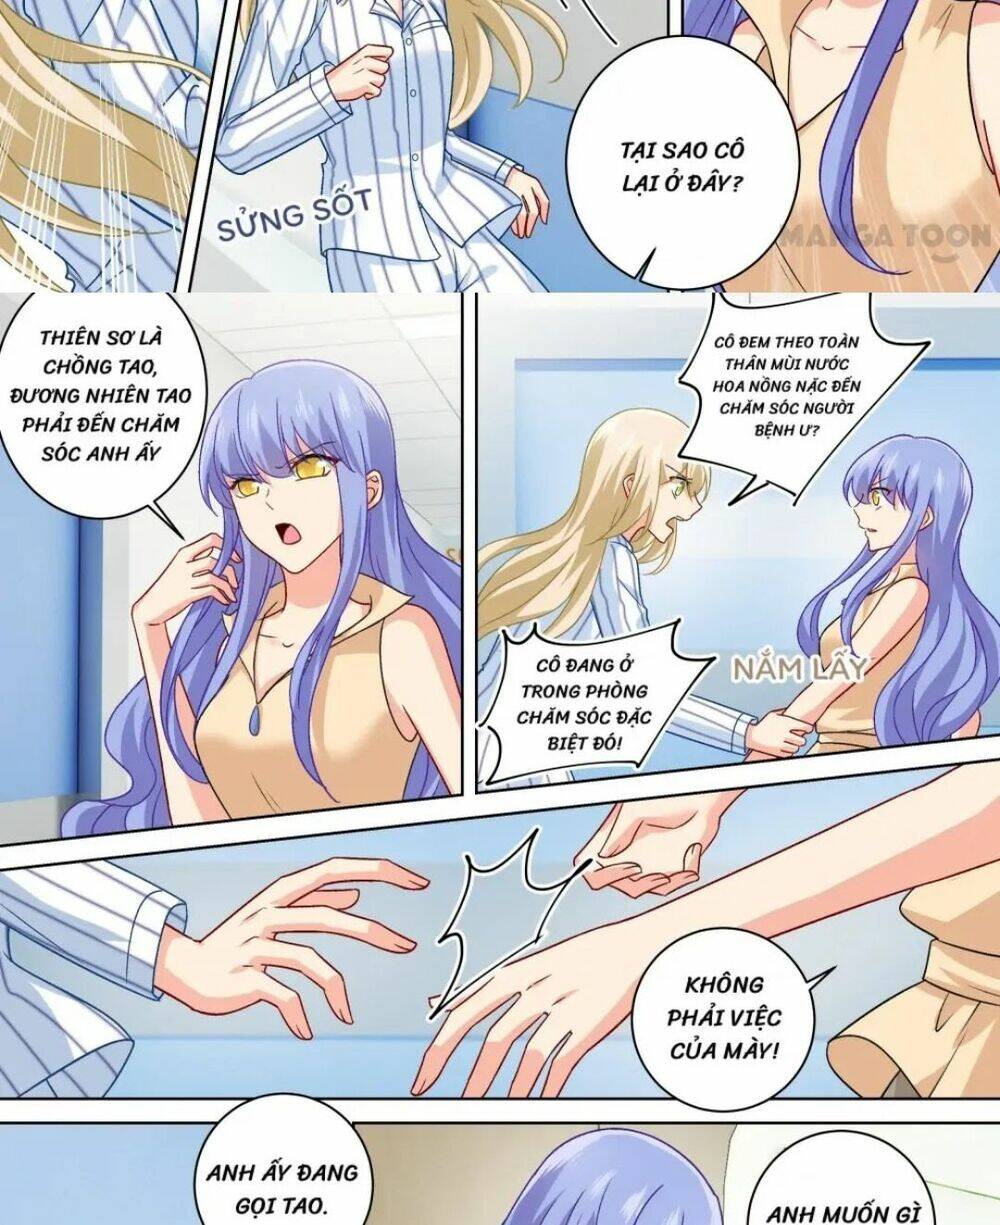 SỬNG SỐT
TẠI SAO CÔ
LẠI Ở ĐÂY?
MANGA TOON
THIÊN SƠ LÀ
CHỒNG TAO,
ĐƯƠNG NHIÊN TAO
PHẢI ĐẾN CHĂM
SÓC ANH ẤY
CÔ ĐEM THEO TOÀN
THÂN MÙI NƯỚC
HOA NỒNG NẶC ĐẾN
CHĂM SÓC NGƯỜI
BỆNH Ư?
CÔ ĐANG Ở
TRONG PHÒNG
CHĂM SÓC ĐẶC
BIỆT ĐÓ!
NẮM LẤY
KHÔNG
PHẢI VIỆC
CỦA MÀY!
ANH ẤY ĐANG
GỌI TAO.
ANH MUỐN GÌ